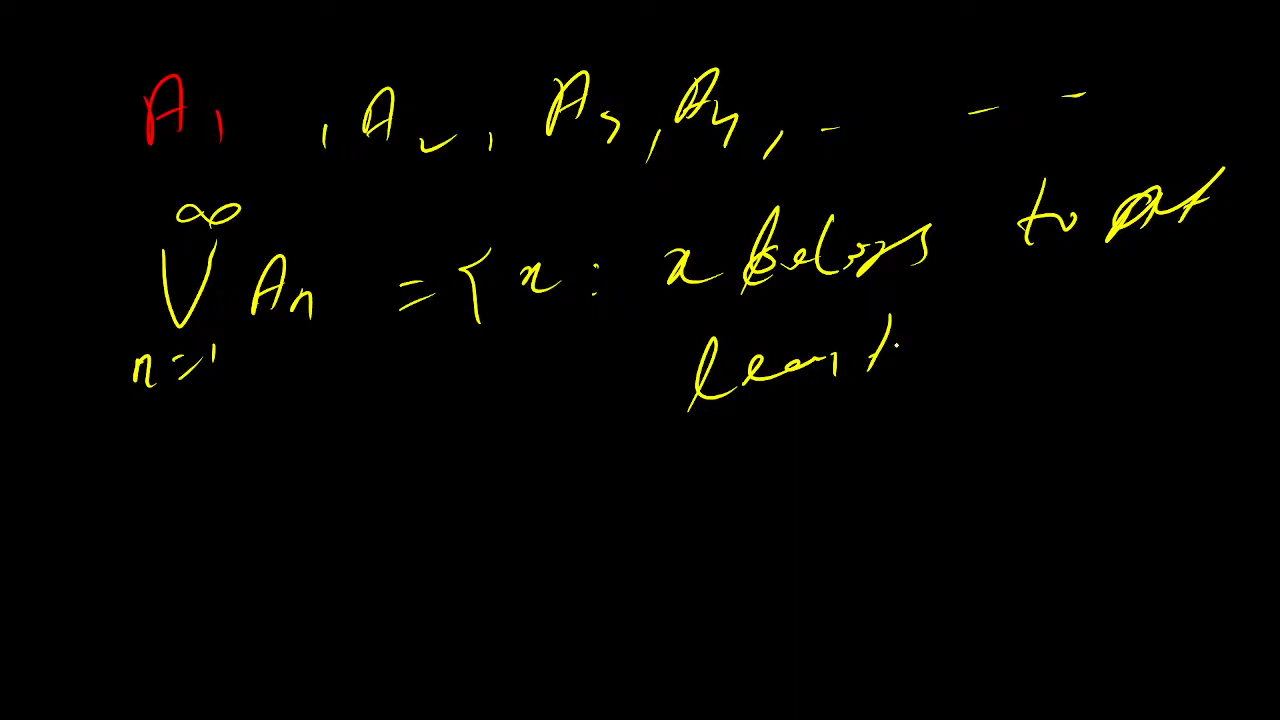 A₁ , A₂ , A₃ , A₄ , - - -
∞
⋃ Aₙ = { x : x belongs to at
n=1
least